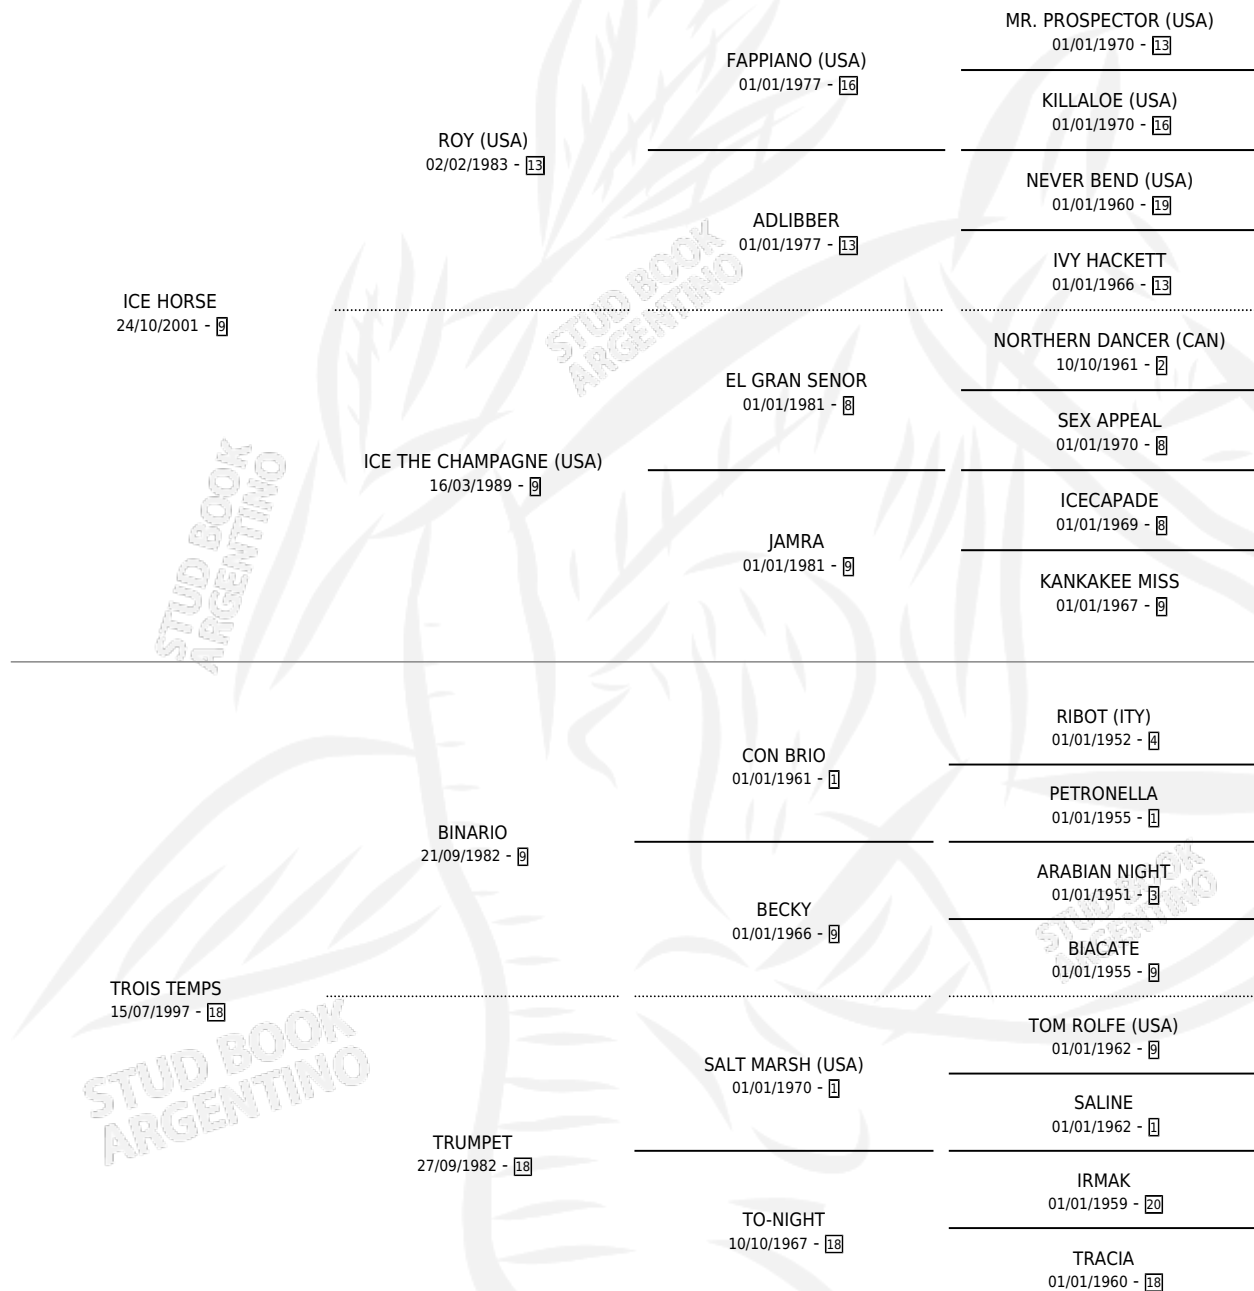 MR. PROSPECTOR (USA)
01/01/1970 - 13
FAPPIANO (USA)
01/01/1977 - 16
KILLALOE (USA)
01/01/1970 - 16
ROY (USA)
02/02/1983 - 13
NEVER BEND (USA)
01/01/1960 - 19
ADLIBBER
01/01/1977 - 13
IVY HACKETT
01/01/1966 - 13
ICE HORSE
24/10/2001 - 9
STUD BOOK
ARGENTINO
NORTHERN DANCER (CAN)
10/10/1961 - 2
EL GRAN SENOR
01/01/1981 - 8
SEX APPEAL
01/01/1970 - 8
ICE THE CHAMPAGNE (USA)
16/03/1989 - 9
ICECAPADE
01/01/1969 - 8
JAMRA
01/01/1981 - 9
KANKAKEE MISS
01/01/1967 - 9
STUD BOOK
ARGENTINO
RIBOT (ITY)
01/01/1952 - 4
CON BRIO
01/01/1961 - 1
PETRONELLA
01/01/1955 - 1
BINARIO
21/09/1982 - 9
ARABIAN NIGHT
01/01/1951 - 3
BECKY
01/01/1966 - 9
STUD BOOK
ARGENTINO
BIACATE
01/01/1955 - 9
TROIS TEMPS
15/07/1997 - 18
STUD BOOK
ARGENTINO
TOM ROLFE (USA)
01/01/1962 - 9
SALT MARSH (USA)
01/01/1970 - 1
SALINE
01/01/1962 - 1
TRUMPET
27/09/1982 - 18
IRMAK
01/01/1959 - 20
TO-NIGHT
10/10/1967 - 18
TRACIA
01/01/1960 - 18